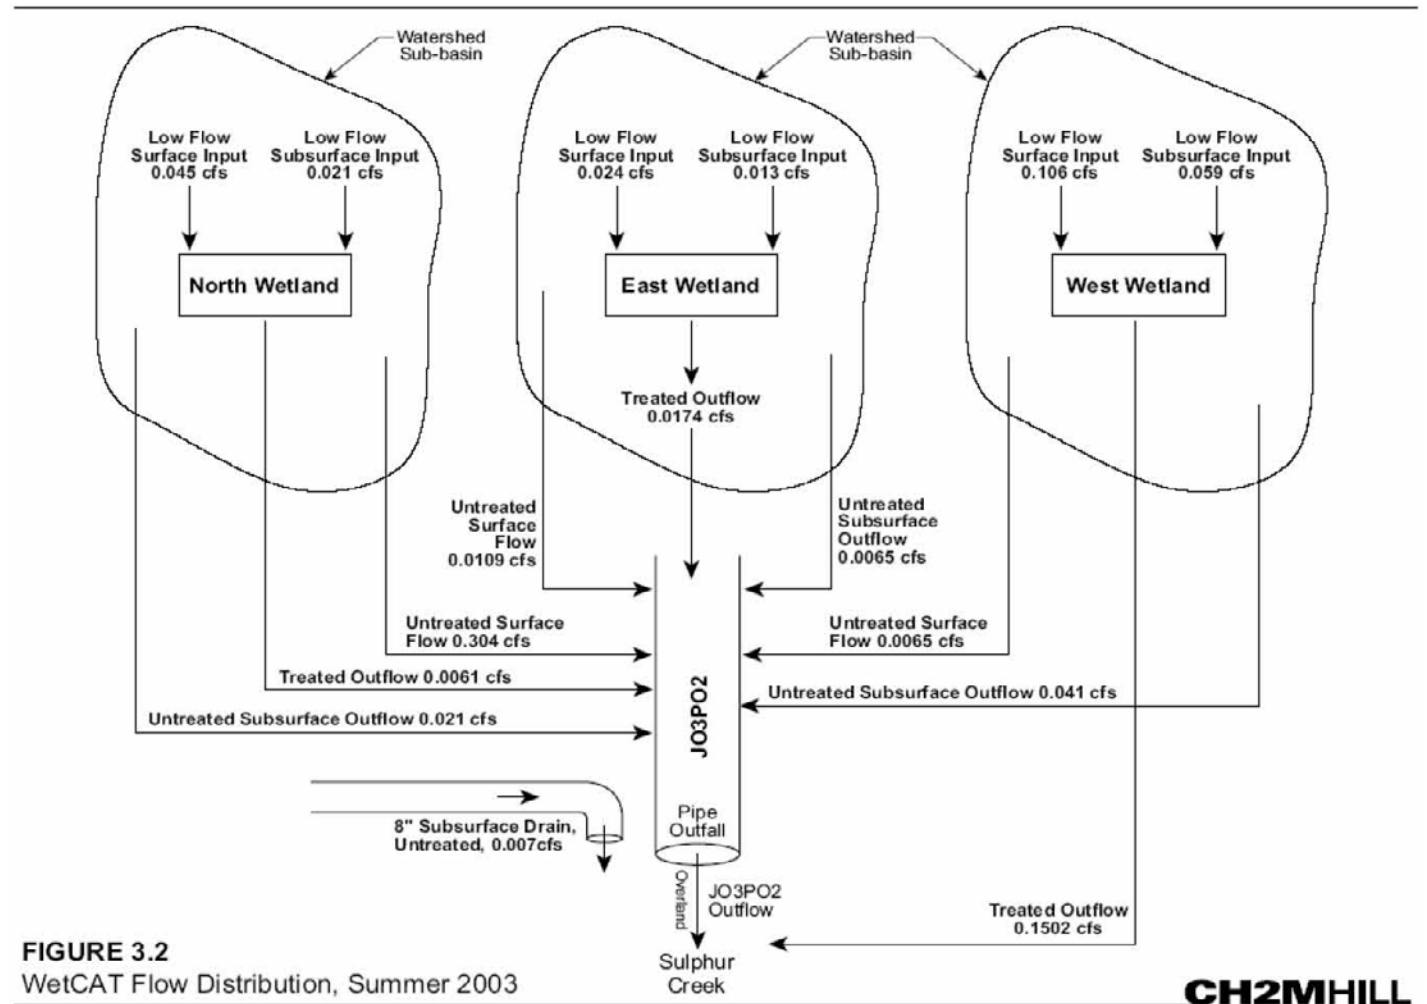 Watershed
Sub-basin
Watershed
Sub-basin
Low Flow
Surface Input
0.045 cfs
Low Flow
Subsurface Input
0.021 cfs
Low Flow
Surface Input
0.024 cfs
Low Flow
Subsurface Input
0.013 cfs
Low Flow
Surface Input
0.106 cfs
Low Flow
Subsurface Input
0.059 cfs
North Wetland
East Wetland
West Wetland
Treated Outflow
0.0174 cfs
Untreated
Surface
Flow
0.0109 cfs
Untreated
Subsurface
Outflow
0.0065 cfs
Untreated Surface
Flow 0.304 cfs
Untreated Surface
Flow 0.0065 cfs
Treated Outflow 0.0061 cfs
Untreated Subsurface Outflow 0.041 cfs
Untreated Subsurface Outflow 0.021 cfs
JO3PO2
Pipe
Outfall
8" Subsurface Drain,
Untreated, 0.007cfs
Overland
JO3PO2
Outflow
Treated Outflow
0.1502 cfs
Sulphur
Creek
FIGURE 3.2
WetCAT Flow Distribution, Summer 2003
CH2MHILL